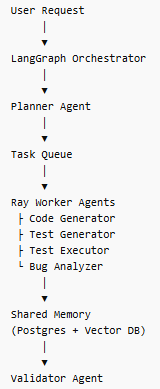 User Request
LangGraph Orchestrator
Planner Agent
Task Queue
Ray Worker Agents
├ Code Generator
├ Test Generator
├ Test Executor
└ Bug Analyzer
Shared Memory
(Postgres + Vector DB)
Validator Agent